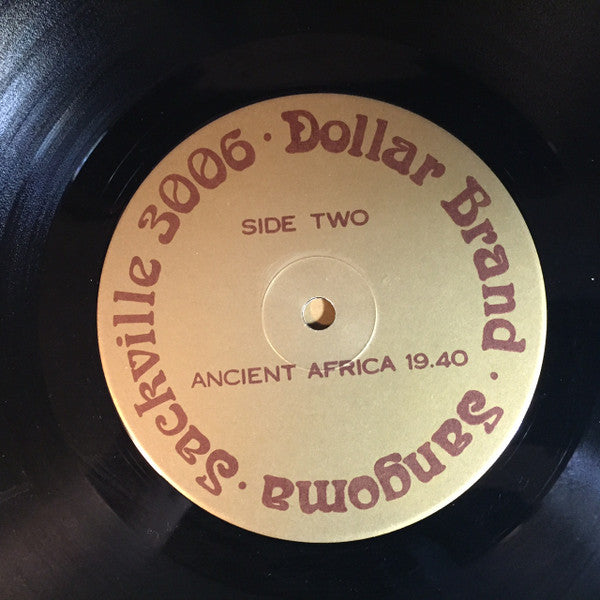 Sackville 3006 · Dollar Brand · Sangoma ·
SIDE TWO
ANCIENT AFRICA 19.40